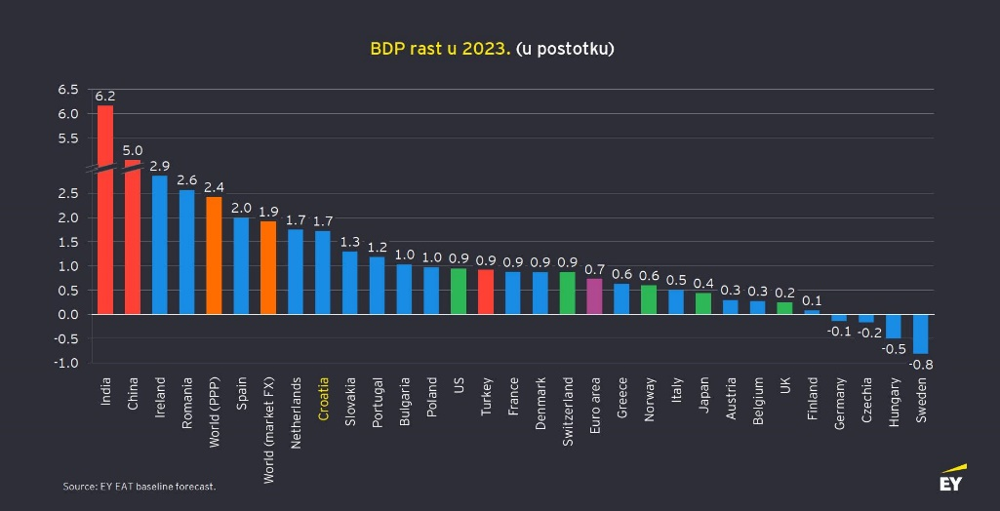 BDP rast u 2023. (u postotku)
6.5
6.0
5.5
2.5
2.0
1.5
1.0
0.5
0.0
-0.5
-1.0
6.2
5.0
2.9
2.6
2.4
2.0
1.9
1.7
1.7
1.3
1.2
1.0
1.0
0.9
0.9
0.9
0.9
0.9
0.7
0.6
0.6
0.5
0.4
0.3
0.3
0.2
0.1
-0.1
-0.2
-0.5
-0.8
India
China
Ireland
Romania
World (PPP)
Spain
World (market FX)
Netherlands
Croatia
Slovakia
Portugal
Bulgaria
Poland
US
Turkey
France
Denmark
Switzerland
Euro area
Greece
Norway
Italy
Japan
Austria
Belgium
UK
Finland
Germany
Czechia
Hungary
Sweden
Source: EY EAT baseline forecast.
EY